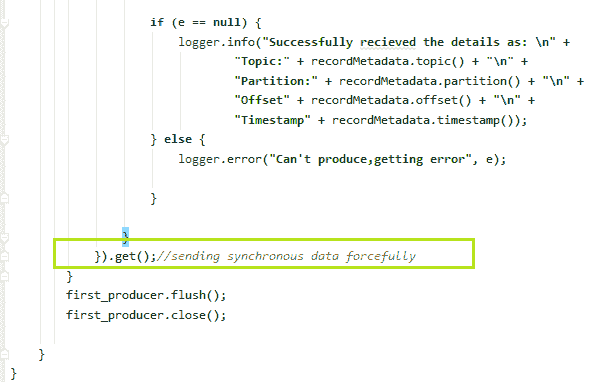 if (e == null) {
logger.info("Successfully recieved the details as: \n" +
"Topic:" + recordMetadata.topic() + "\n" +
"Partition:" + recordMetadata.partition() + "\n" +
"Offset" + recordMetadata.offset() + "\n" +
"Timestamp" + recordMetadata.timestamp());
} else {
logger.error("Can't produce,getting error", e);
}
}
}).get();//sending synchronous data forcefully
}
first_producer.flush();
first_producer.close();
}
}